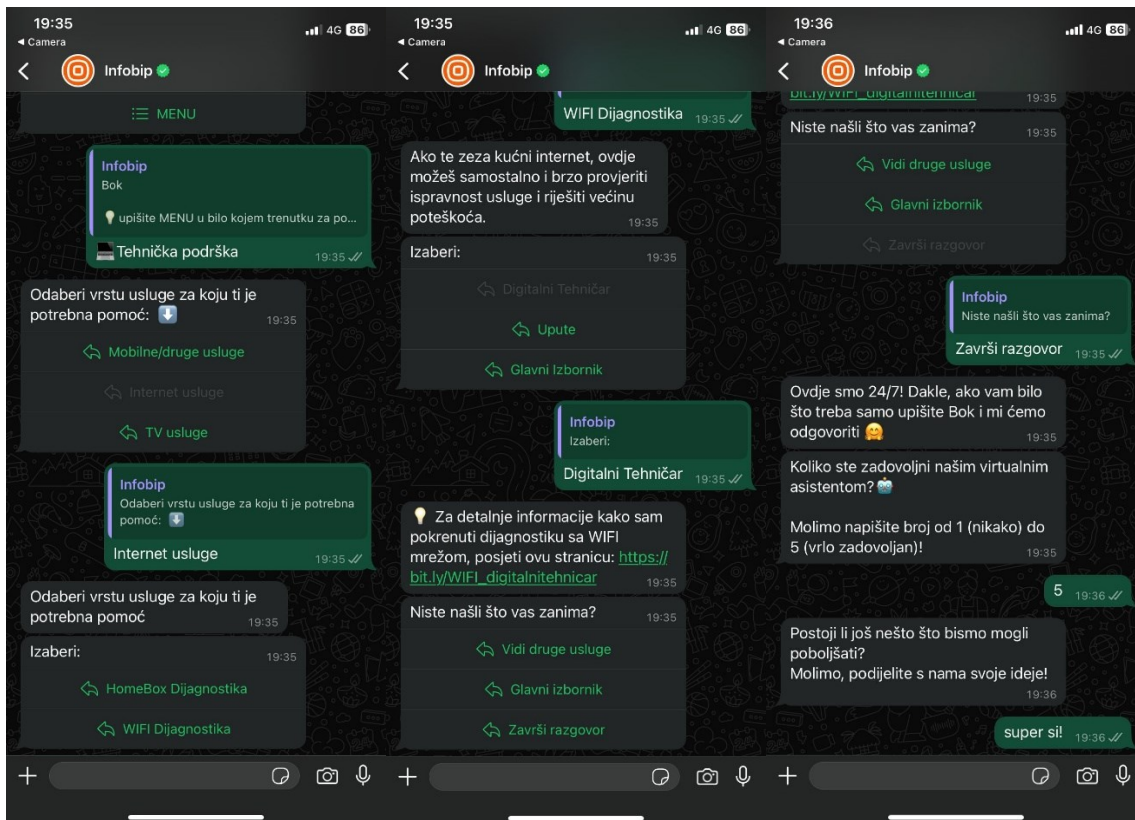 19:35
4G 86
Camera
Infobip
MENU
Infobip
Bok
upišite MENU u bilo kojem trenutku za po...
Tehnička podrška 19:35
Odaberi vrstu usluge za koju ti je
potrebna pomoć: 19:35
Mobilne/druge usluge
Internet usluge
TV usluge
Infobip
Odaberi vrstu usluge za koju ti je potrebna
pomoć:
Internet usluge 19:35
Odaberi vrstu usluge za koju ti je
potrebna pomoć 19:35
Izaberi: 19:35
HomeBox Dijagnostika
WIFI Dijagnostika
19:35
4G 86
Camera
Infobip
WIFI Dijagnostika 19:35
Ako te zeza kućni internet, ovdje
možeš samostalno i brzo provjeriti
ispravnost usluge i riješiti većinu
poteškoća. 19:35
Izaberi: 19:35
Digitalni Tehničar
Upute
Glavni Izbornik
Infobip
Izaberi:
Digitalni Tehničar 19:35
Za detalnje informacije kako sam
pokrenuti dijagnostiku sa WIFI
mrežom, posjeti ovu stranicu: https://
bit.ly/WIFI_digitalnitehnicar 19:35
Niste našli što vas zanima? 19:35
Vidi druge usluge
Glavni izbornik
Završi razgovor
19:36
4G 86
Camera
Infobip
bit.ly/WIFI_digitalnitehnicar 19:35
Niste našli što vas zanima? 19:35
Vidi druge usluge
Glavni izbornik
Završi razgovor
Infobip
Niste našli što vas zanima?
Završi razgovor 19:35
Ovdje smo 24/7! Dakle, ako vam bilo
što treba samo upišite Bok i mi ćemo
odgovoriti 19:35
Koliko ste zadovoljni našim virtualnim
asistentom?
Molimo napišite broj od 1 (nikako) do
5 (vrlo zadovoljan)! 19:35
5 19:36
Postoji li još nešto što bismo mogli
poboljšati?
Molimo, podijelite s nama svoje ideje!
19:36
super si! 19:36